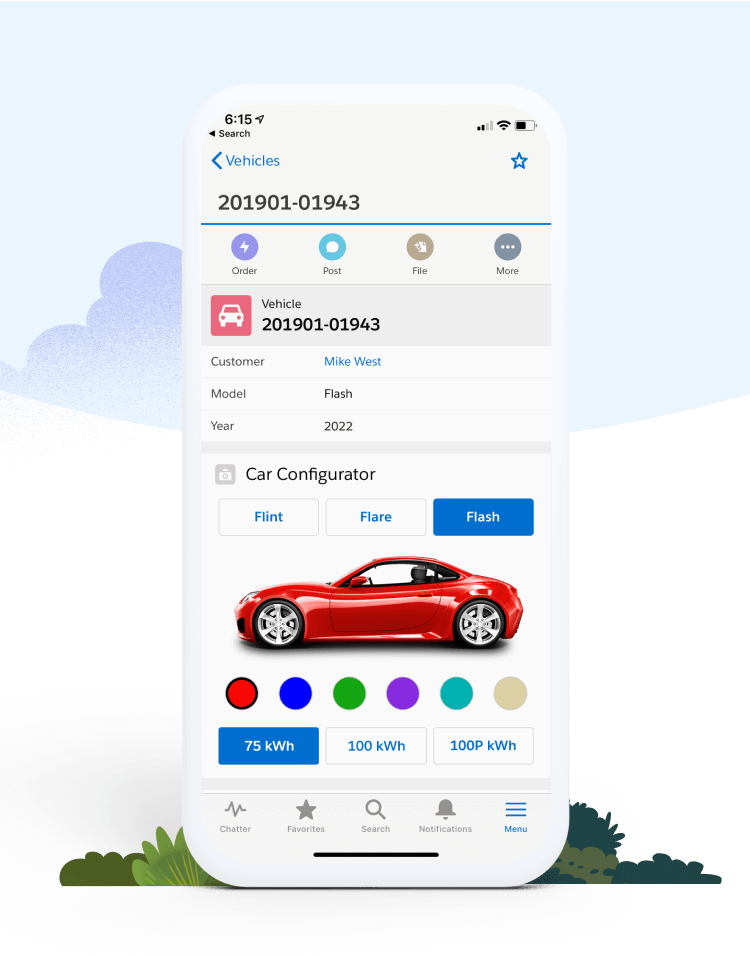 6:15
◀ Search
Vehicles
201901-01943
Order Post File More
Vehicle
201901-01943
Customer Mike West
Model Flash
Year 2022
Car Configurator
Flint Flare Flash
75 kWh 100 kWh 100P kWh
Chatter Favorites Search Notifications Menu